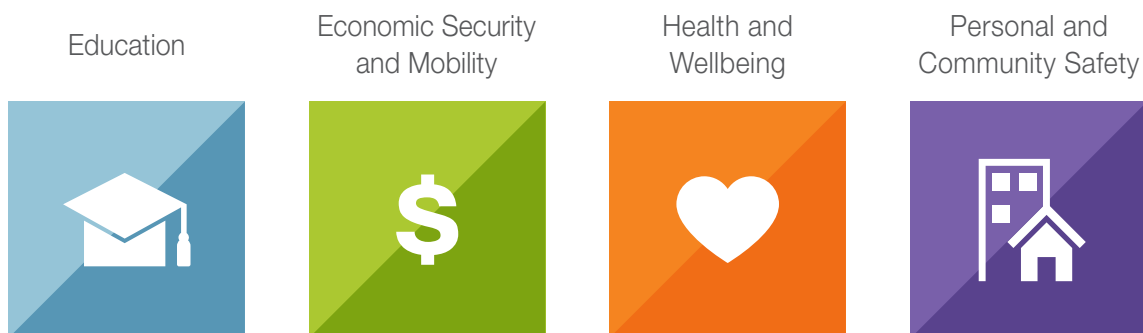 Education
Economic Security
and Mobility
Health and
Wellbeing
Personal and
Community Safety
$